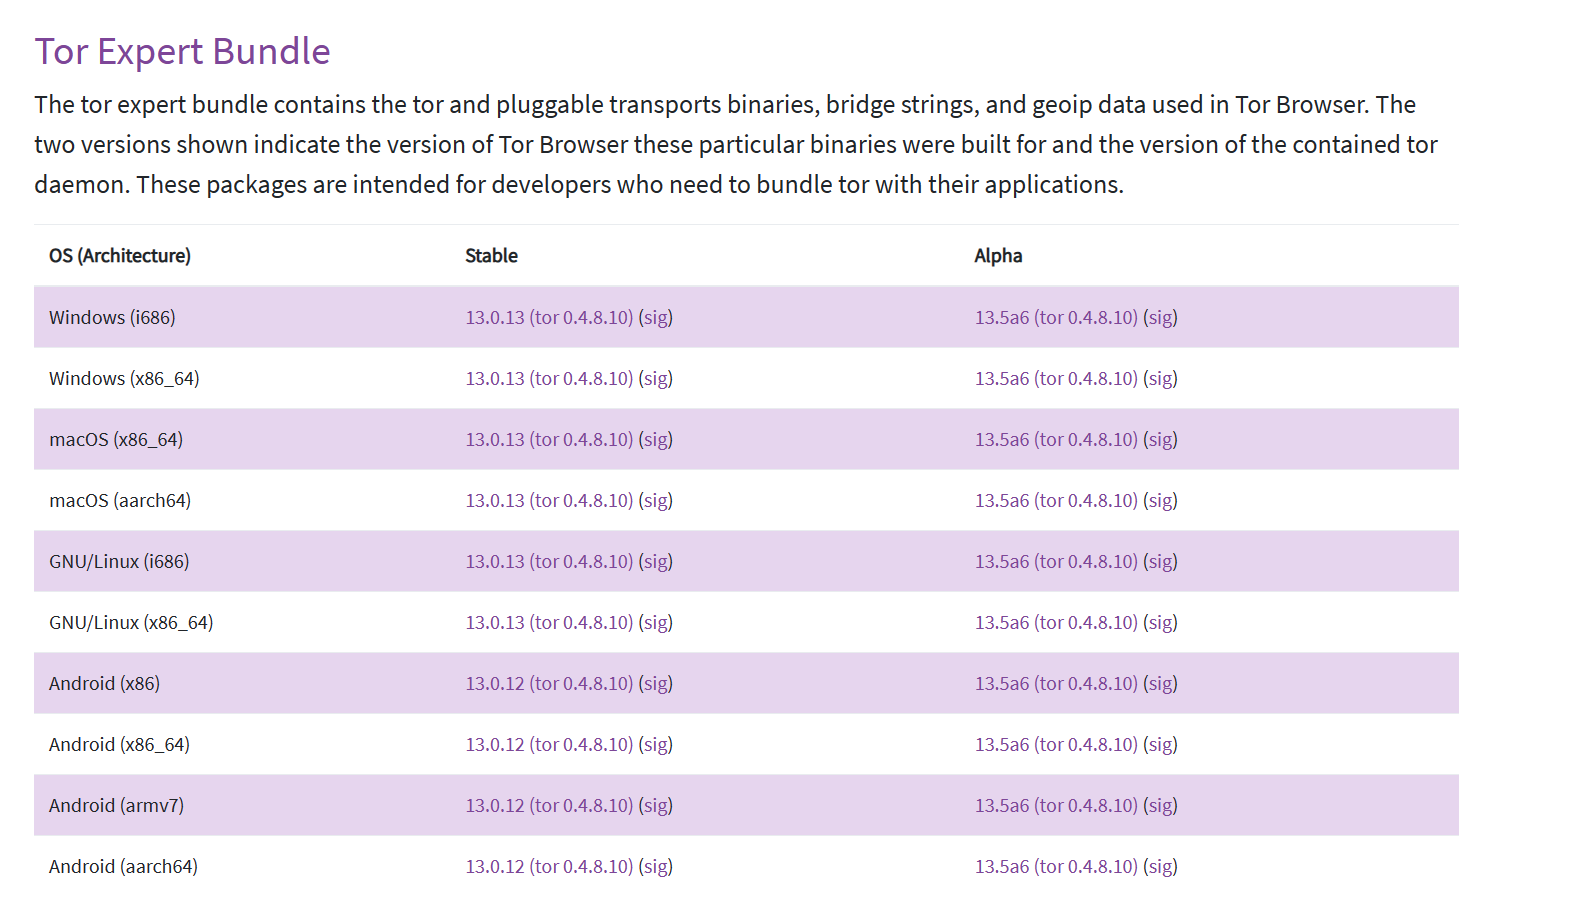 Tor Expert Bundle
The tor expert bundle contains the tor and pluggable transports binaries, bridge strings, and geoip data used in Tor Browser. The
two versions shown indicate the version of Tor Browser these particular binaries were built for and the version of the contained tor
daemon. These packages are intended for developers who need to bundle tor with their applications.
OS (Architecture) Stable Alpha
Windows (i686) 13.0.13 (tor 0.4.8.10) (sig) 13.5a6 (tor 0.4.8.10) (sig)
Windows (x86_64) 13.0.13 (tor 0.4.8.10) (sig) 13.5a6 (tor 0.4.8.10) (sig)
macOS (x86_64) 13.0.13 (tor 0.4.8.10) (sig) 13.5a6 (tor 0.4.8.10) (sig)
macOS (aarch64) 13.0.13 (tor 0.4.8.10) (sig) 13.5a6 (tor 0.4.8.10) (sig)
GNU/Linux (i686) 13.0.13 (tor 0.4.8.10) (sig) 13.5a6 (tor 0.4.8.10) (sig)
GNU/Linux (x86_64) 13.0.13 (tor 0.4.8.10) (sig) 13.5a6 (tor 0.4.8.10) (sig)
Android (x86) 13.0.12 (tor 0.4.8.10) (sig) 13.5a6 (tor 0.4.8.10) (sig)
Android (x86_64) 13.0.12 (tor 0.4.8.10) (sig) 13.5a6 (tor 0.4.8.10) (sig)
Android (armv7) 13.0.12 (tor 0.4.8.10) (sig) 13.5a6 (tor 0.4.8.10) (sig)
Android (aarch64) 13.0.12 (tor 0.4.8.10) (sig) 13.5a6 (tor 0.4.8.10) (sig)